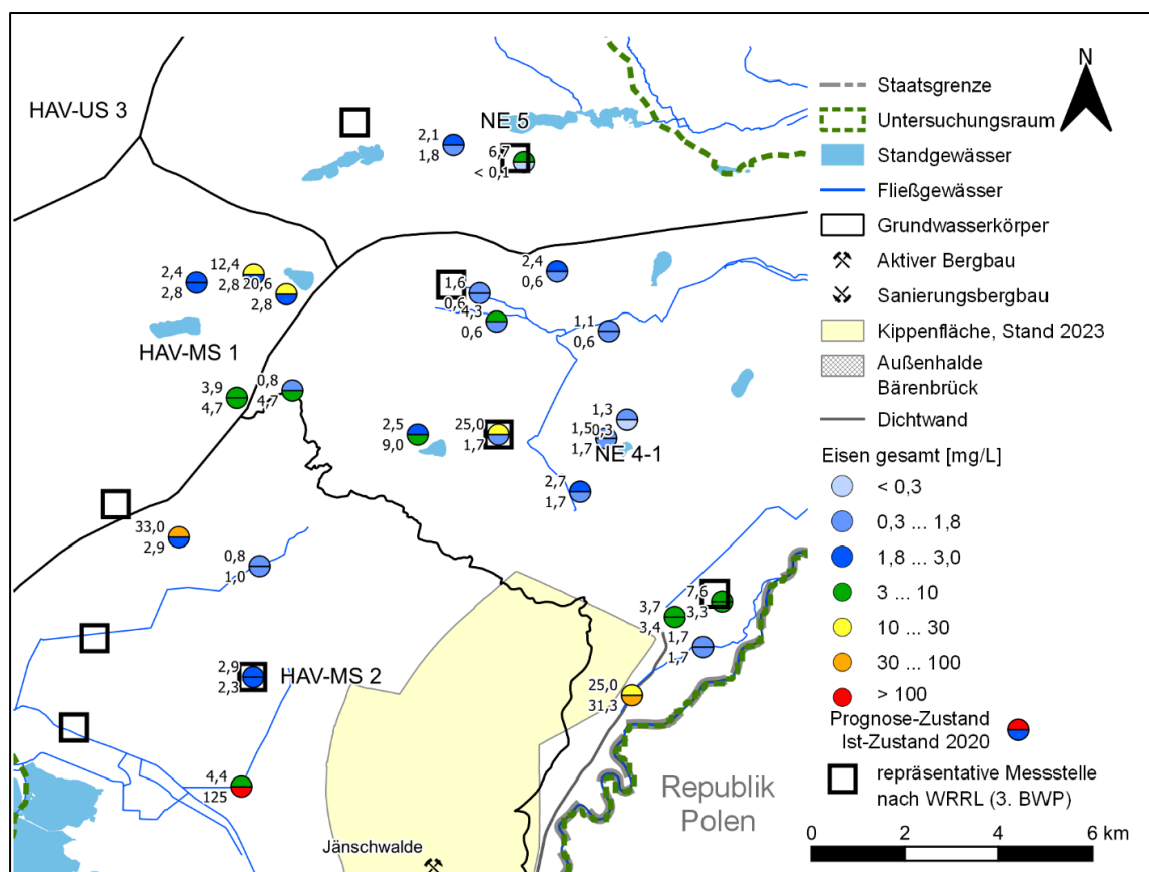 HAV-US 3
NE 5
2,1
1,8
6,7
< 0,1
2,4
2,8
12,4
2,8
20,6
2,8
HAV-MS 1
1,6
0,6
4,3
0,6
2,4
0,6
1,1
0,6
3,9
4,7
0,8
4,7
2,5
9,0
25,0
1,7
1,3
0,3
1,5
1,7
NE 4-1
2,7
1,7
33,0
2,9
0,8
1,0
7,6
3,3
3,7
3,4
1,7
1,7
2,9
2,3
HAV-MS 2
25,0
31,3
4,4
125
Republik
Polen
Jänschwalde
N
Staatsgrenze
Untersuchungsraum
Standgewässer
Fließgewässer
Grundwasserkörper
Aktiver Bergbau
Sanierungsbergbau
Kippenfläche, Stand 2023
Außenhalde
Bärenbrück
Dichtwand
Eisen gesamt [mg/L]
< 0,3
0,3 ... 1,8
1,8 ... 3,0
3 ... 10
10 ... 30
30 ... 100
> 100
Prognose-Zustand
Ist-Zustand 2020
repräsentative Messstelle
nach WRRL (3. BWP)
0 2 4 6 km